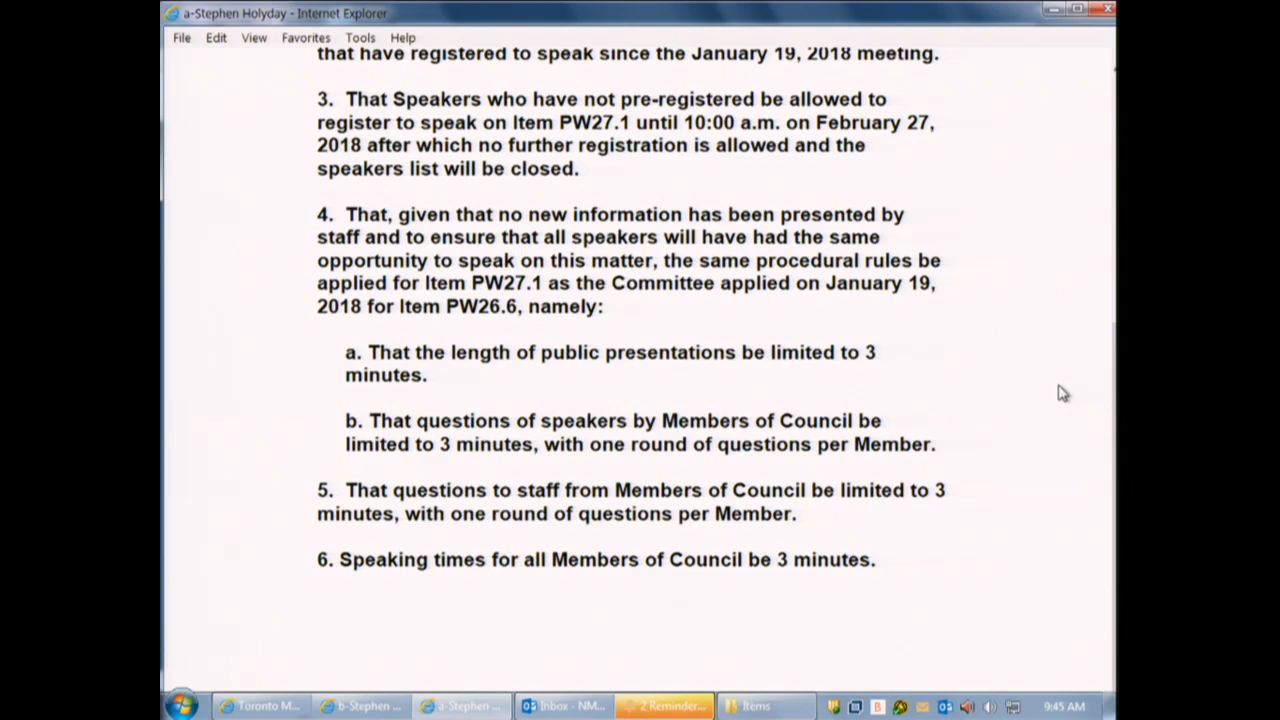 a-Stephen Holyday - Internet Explorer
File Edit View Favorites Tools Help
that have registered to speak since the January 19, 2018 meeting.
3. That Speakers who have not pre-registered be allowed to
register to speak on Item PW27.1 until 10:00 a.m. on February 27,
2018 after which no further registration is allowed and the
speakers list will be closed.
4. That, given that no new information has been presented by
staff and to ensure that all speakers will have had the same
opportunity to speak on this matter, the same procedural rules be
applied for Item PW27.1 as the Committee applied on January 19,
2018 for Item PW26.6, namely:
a. That the length of public presentations be limited to 3
minutes.
b. That questions of speakers by Members of Council be
limited to 3 minutes, with one round of questions per Member.
5. That questions to staff from Members of Council be limited to 3
minutes, with one round of questions per Member.
6. Speaking times for all Members of Council be 3 minutes.
Toronto M... b-Stephen ... a-Stephen ... Inbox - NM... 2 Reminder... Items B 9:45 AM